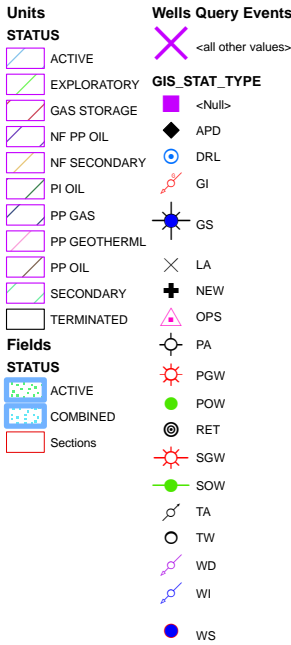 Units
STATUS
ACTIVE
EXPLORATORY
GAS STORAGE
NF PP OIL
NF SECONDARY
PI OIL
PP GAS
PP GEOTHERML
PP OIL
SECONDARY
TERMINATED
Fields
STATUS
ACTIVE
COMBINED
Sections
Wells Query Events
<all other values>
GIS_STAT_TYPE
<Null>
APD
DRL
GI
GS
LA
NEW
OPS
PA
PGW
POW
RET
SGW
SOW
TA
TW
WD
WI
WS